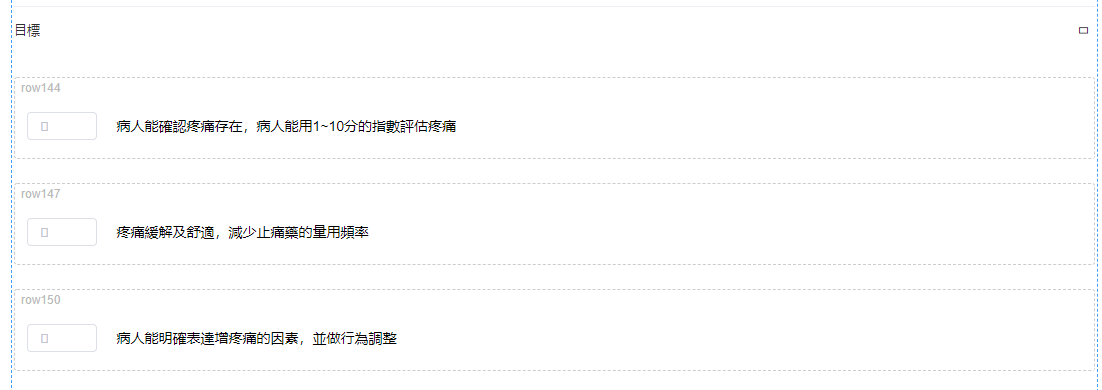 目標
row144
病人能確認疼痛存在，病人能用1~10分的指數評估疼痛
row147
疼痛緩解及舒適，減少止痛藥的量用頻率
row150
病人能明確表達增疼痛的因素，並做行為調整